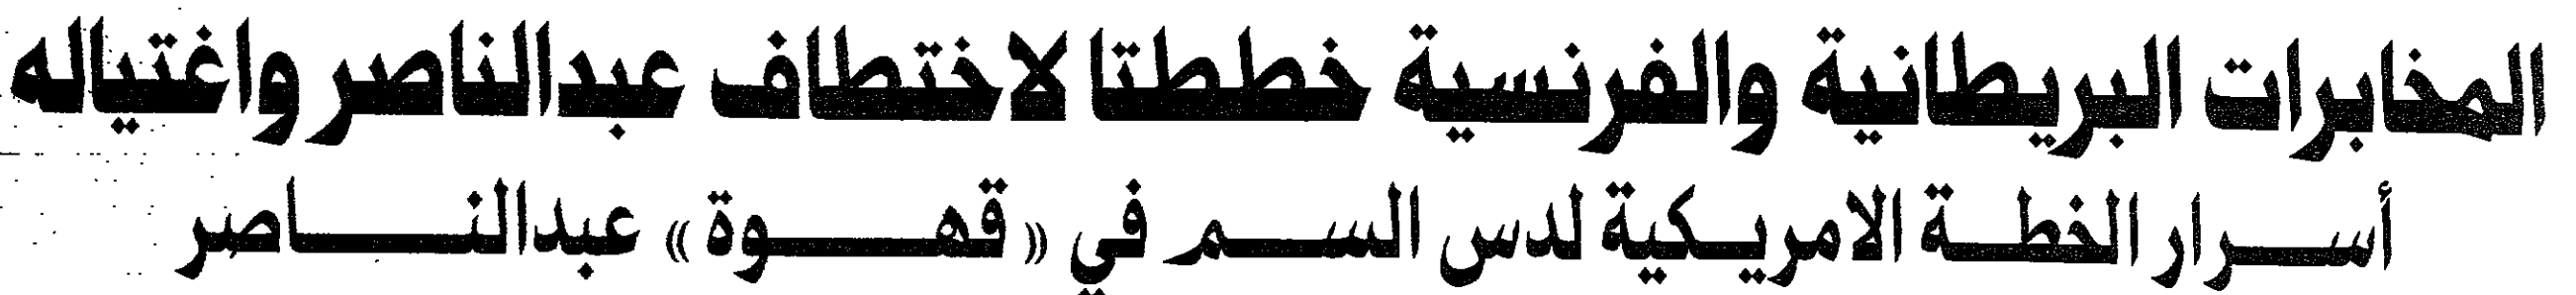 المخابرات البريطانية والفرنسية خططتا لاختطاف عبدالناصر واغتياله
أسرار الخطة الامريكية لدس السم في «قهوة» عبدالناصر